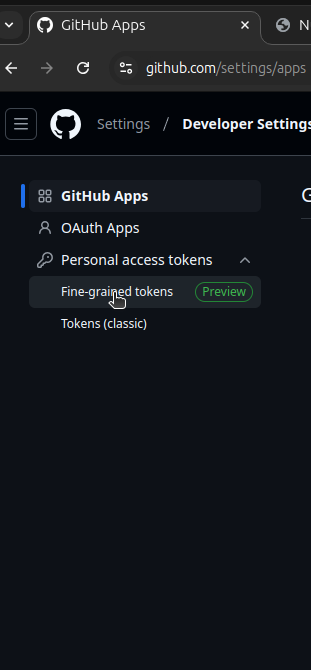 GitHub Apps
N
github.com/settings/apps
Settings / Developer Settings
GitHub Apps
OAuth Apps
Personal access tokens
Fine-grained tokens Preview
Tokens (classic)